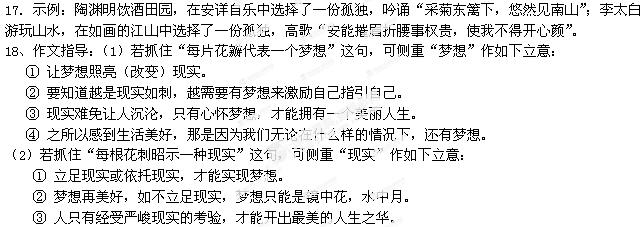 17. 示例：陶渊明饮酒田园，在安详自乐中选择了一份孤独，吟诵“采菊东篱下，悠然见南山”；李太白
游玩山水，在如画的江山中选择了一份孤独，高歌“安能摧眉折腰事权贵，使我不得开心颜”。
18、作文指导：（1）若抓住“每片花瓣代表一个梦想”这句，可侧重“梦想”作如下立意：
① 让梦想照亮（改变）现实。
② 要知道越是现实如刺，越需要有梦想来激励自己指引自己。
③ 现实难免让人沉沦，只有心怀梦想，才能拥有一个美丽人生。
④ 之所以感到生活美好，那是因为我们无论在什么样的情况下，还有梦想。
（2）若抓住“每根花刺昭示一种现实”这句，可侧重“现实”作如下立意：
① 立足现实或依托现实，才能实现梦想。
② 梦想再美好，如不立足现实，梦想只能是镜中花，水中月。
③ 人只有经受严峻现实的考验，才能开出最美的人生之华。